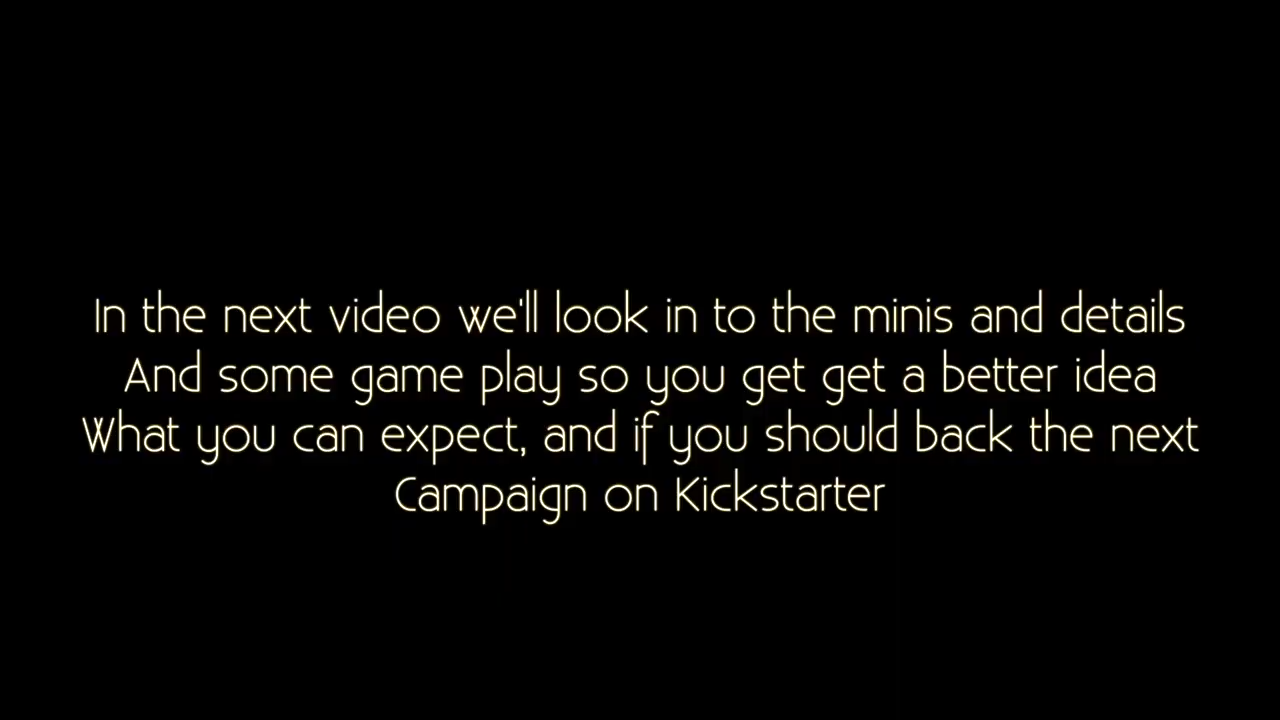 In the next video we'll look in to the minis and details
And some game play so you get get a better idea
What you can expect, and if you should back the next
Campaign on Kickstarter